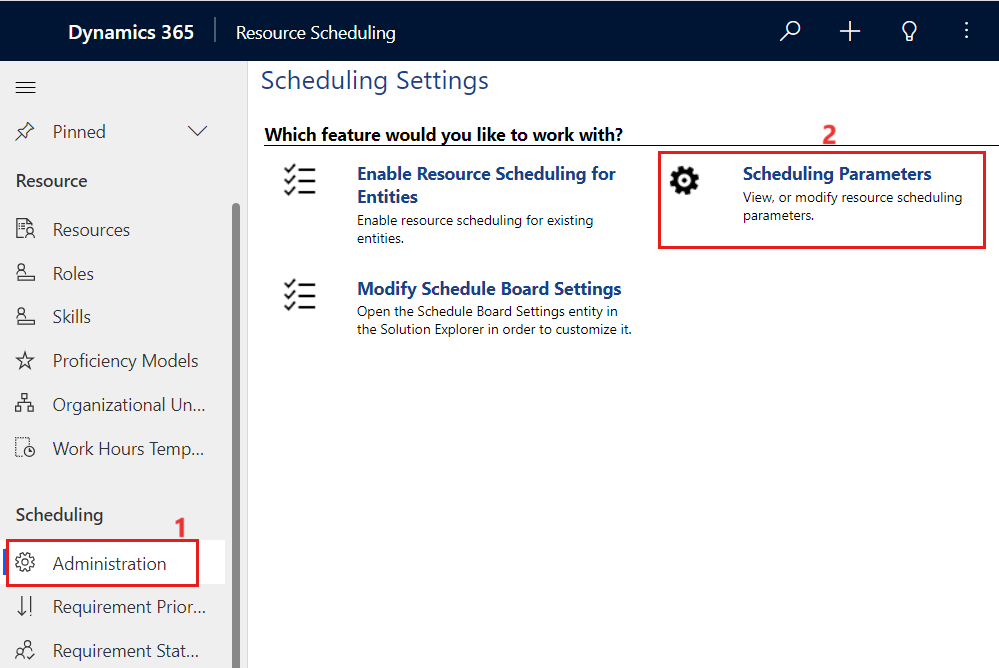 Dynamics 365
Resource Scheduling
Pinned
Resource
Resources
Roles
Skills
Proficiency Models
Organizational Un...
Work Hours Temp...
Scheduling
1
Administration
Requirement Prior...
Requirement Stat...
Scheduling Settings
Which feature would you like to work with?
Enable Resource Scheduling for
Entities
Enable resource scheduling for existing
entities.
2
Scheduling Parameters
View, or modify resource scheduling
parameters.
Modify Schedule Board Settings
Open the Schedule Board Settings entity in
the Solution Explorer in order to customize it.